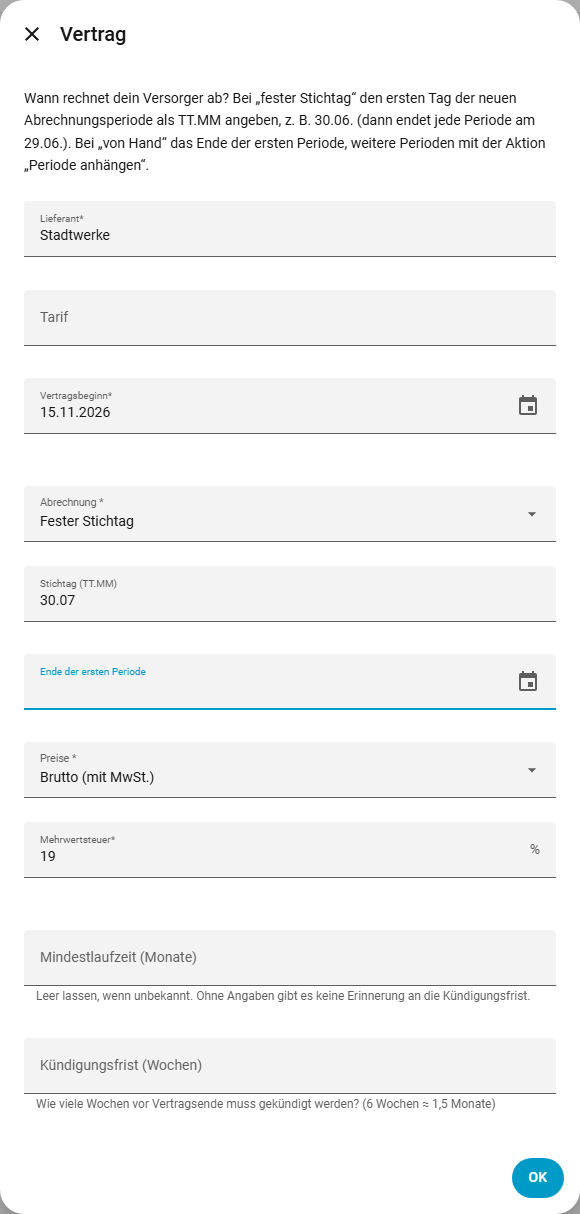 Vertrag
Wann rechnet dein Versorger ab? Bei „fester Stichtag“ den ersten Tag der neuen
Abrechnungsperiode als TT.MM angeben, z. B. 30.06. (dann endet jede Periode am
29.06.). Bei „von Hand“ das Ende der ersten Periode, weitere Perioden mit der Aktion
„Periode anhängen“.
Lieferant*
Stadtwerke
Tarif
Vertragsbeginn*
15.11.2026
Abrechnung *
Fester Stichtag
Stichtag (TT.MM)
30.07
Ende der ersten Periode
Preise *
Brutto (mit MwSt.)
Mehrwertsteuer*
19 %
Mindestlaufzeit (Monate)
Leer lassen, wenn unbekannt. Ohne Angaben gibt es keine Erinnerung an die Kündigungsfrist.
Kündigungsfrist (Wochen)
Wie viele Wochen vor Vertragsende muss gekündigt werden? (6 Wochen ≈ 1,5 Monate)
OK